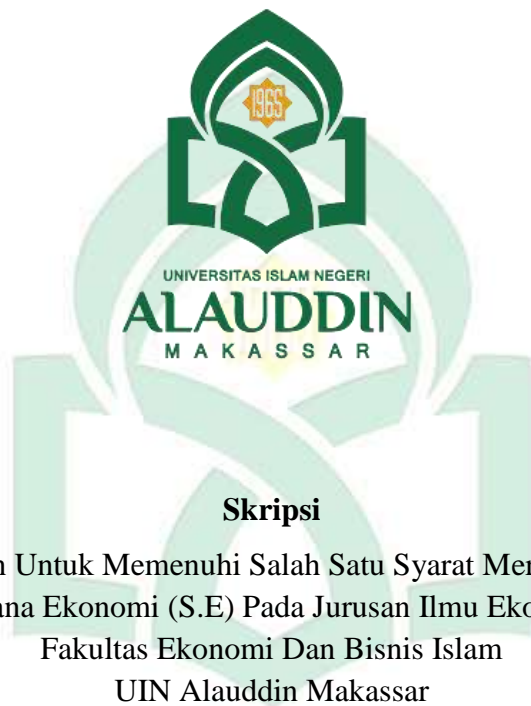 1965
UNIVERSITAS ISLAM NEGERI
ALAUDDIN
MAKASSAR
Skripsi
Untuk Memenuhi Salah Satu Syarat
Ekonomi (S.E) Pada Jurusan Ilmu
Fakultas Ekonomi Dan Bisnis Islam
UIN Alauddin Makassar